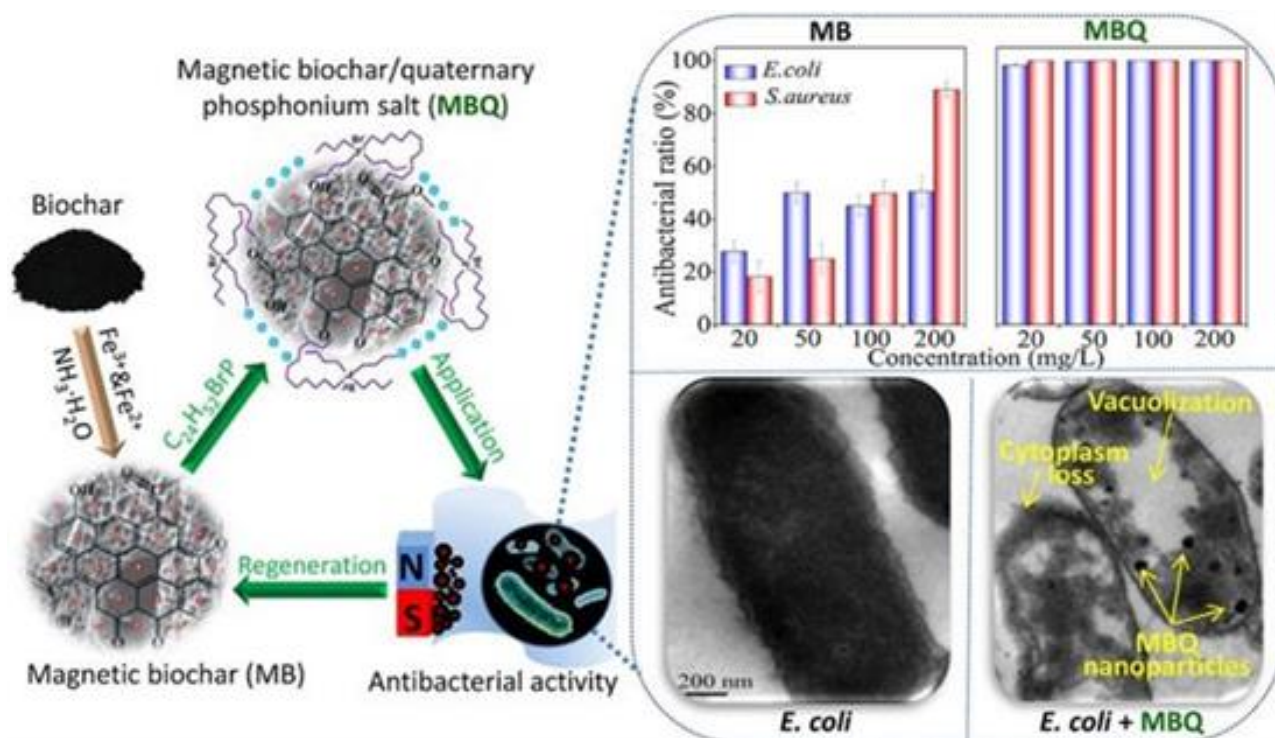 Magnetic biochar/quaternary
phosphonium salt (MBQ)
Biochar
Fe³⁺&Fe²⁺
NH₃·H₂O
C₂₄H₅₂BrP
Application
Regeneration
N
S
Magnetic biochar (MB)
Antibacterial activity
MB
MBQ
Antibacterial ratio (%)
100
80
60
40
20
0
E.coli
S.aureus
20 50 100 200
20 50 100 200
Concentration (mg/L)
200 nm
E. coli
Vacuolization
Cytoplasm
loss
MBQ
nanoparticles
E. coli + MBQ